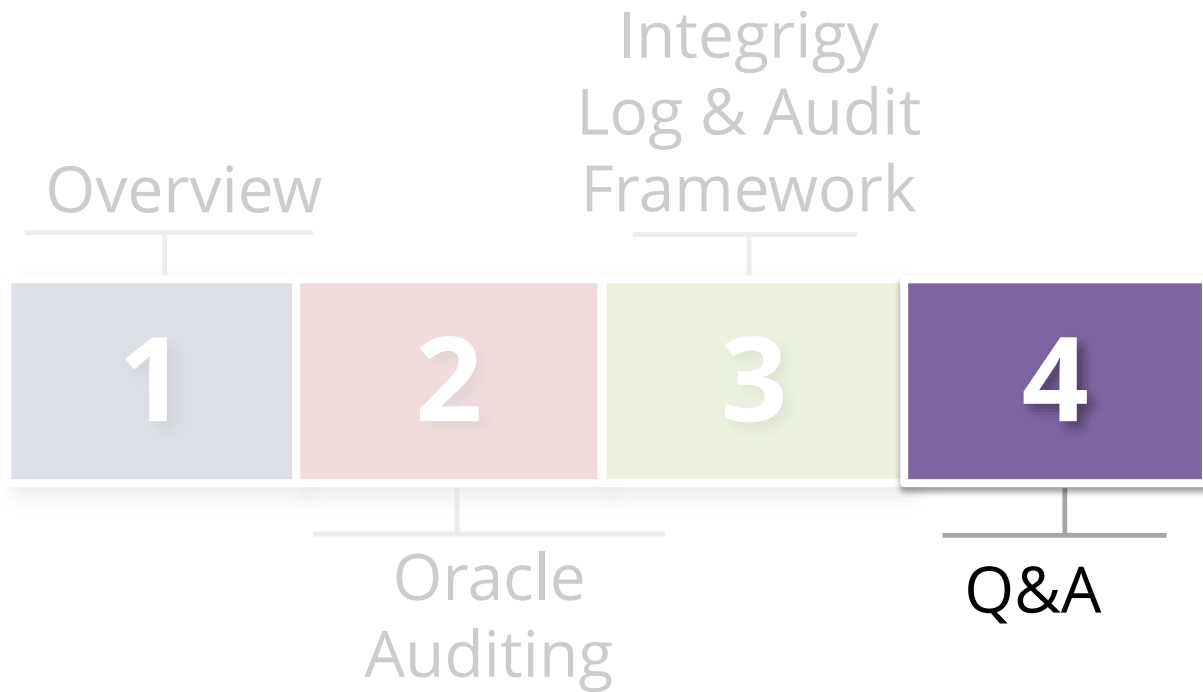 Overview
Integrigy
Log & Audit
Framework
1
2
3
4
Oracle
Auditing
Q&A